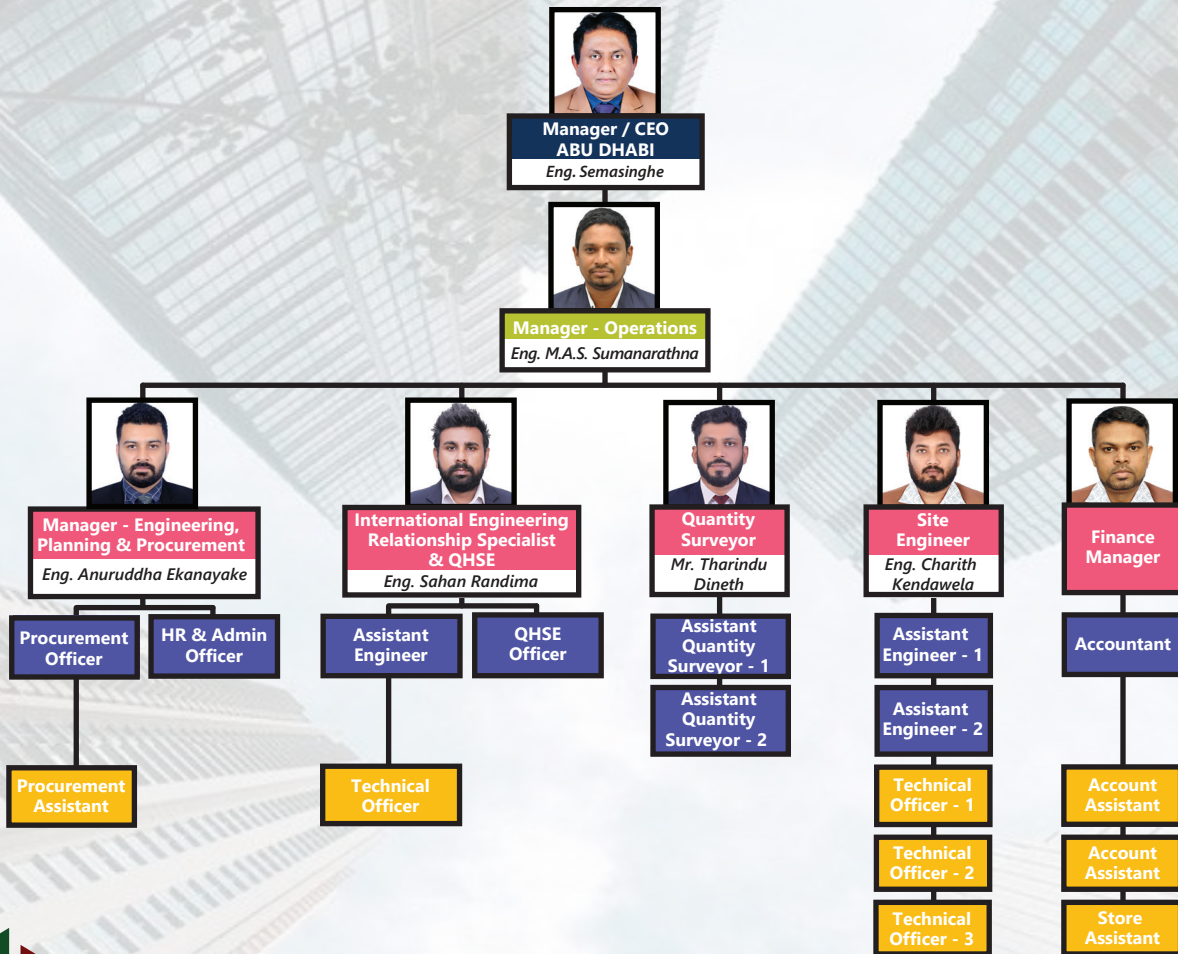 Manager / CEO
ABU DHABI
Eng. Semasinghe
Manager - Operations
Eng. M.A.S. Sumanarathna
Manager - Engineering,
Planning & Procurement
Eng. Anuruddha Ekanayake
International Engineering
Relationship Specialist
& QHSE
Eng. Sahan Randima
Quantity
Surveyor
Mr. Tharindu
Dineth
Site
Engineer
Eng. Charith
Kendawela
Finance
Manager
Procurement
Officer
HR & Admin
Officer
Assistant
Engineer
QHSE
Officer
Assistant
Quantity
Surveyor - 1
Assistant
Engineer - 1
Accountant
Assistant
Quantity
Surveyor - 2
Assistant
Engineer - 2
Procurement
Assistant
Technical
Officer
Technical
Officer - 1
Account
Assistant
Technical
Officer - 2
Account
Assistant
Technical
Officer - 3
Store
Assistant